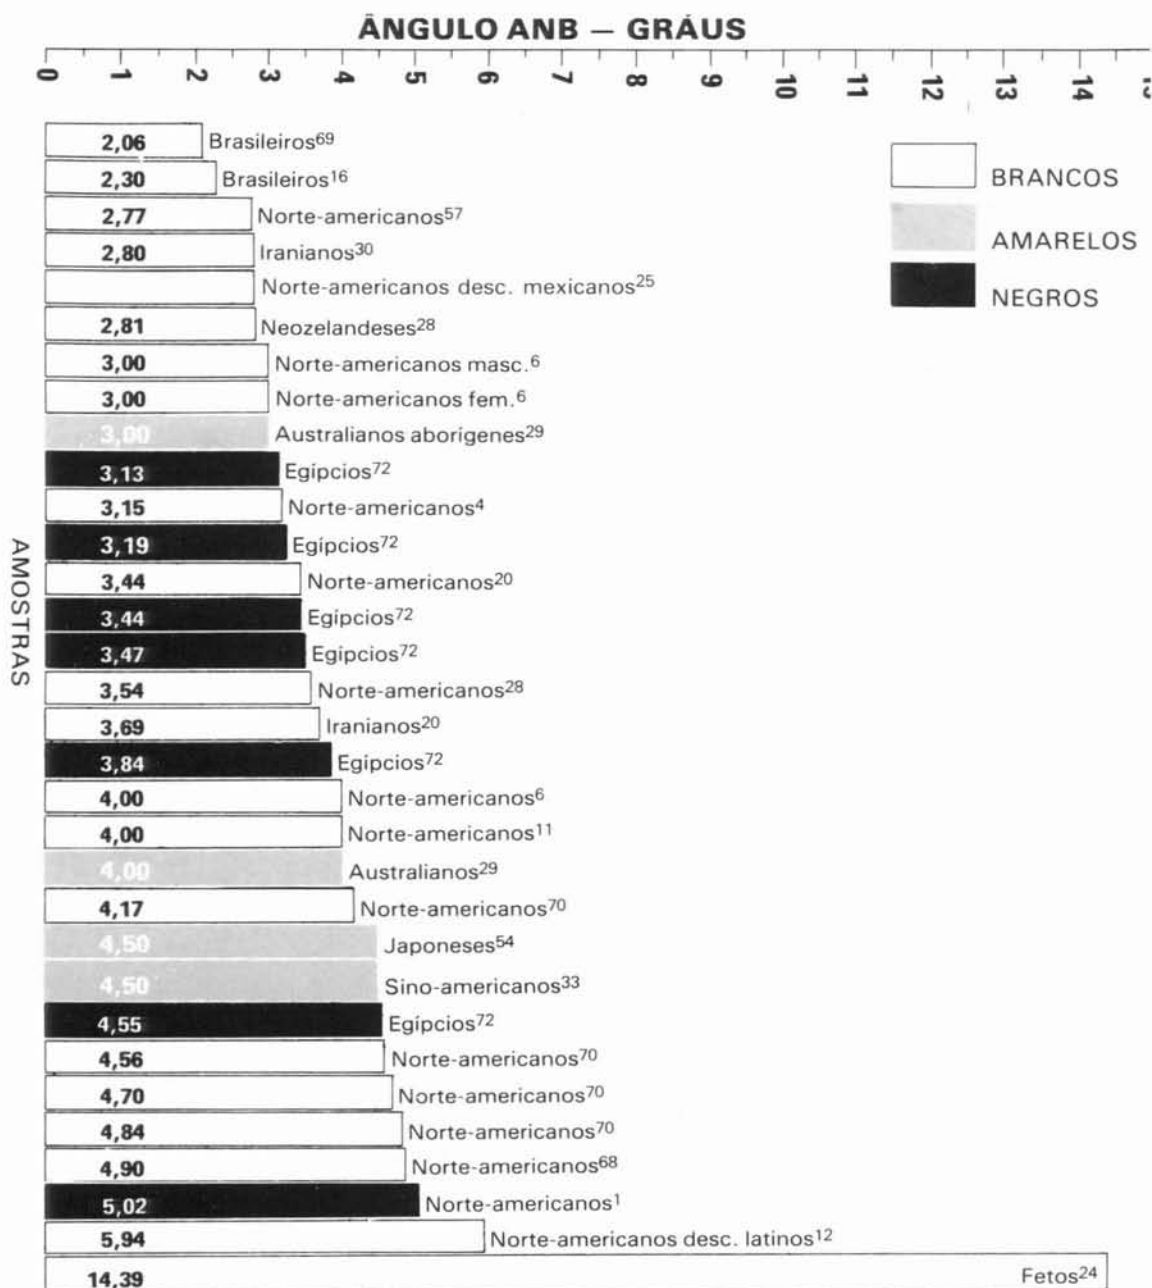 ÂNGULO ANB — GRÁUS
0 1 2 3 4 5 6 7 8 9 10 11 12 13 14
BRANCOS
AMARELOS
NEGROS
AMOSTRAS
2,06 Brasileiros69
2,30 Brasileiros16
2,77 Norte-americanos57
2,80 Iranianos30
Norte-americanos desc. mexicanos25
2,81 Neozelandeses28
3,00 Norte-americanos masc.6
3,00 Norte-americanos fem.6
3,00 Australianos aborígenes29
3,13 Egípcios72
3,15 Norte-americanos4
3,19 Egípcios72
3,44 Norte-americanos20
3,44 Egípcios72
3,47 Egípcios72
3,54 Norte-americanos28
3,69 Iranianos20
3,84 Egípcios72
4,00 Norte-americanos6
4,00 Norte-americanos11
4,00 Australianos29
4,17 Norte-americanos70
4,50 Japoneses54
4,50 Sino-americanos33
4,55 Egípcios72
4,56 Norte-americanos70
4,70 Norte-americanos70
4,84 Norte-americanos70
4,90 Norte-americanos68
5,02 Norte-americanos1
5,94 Norte-americanos desc. latinos12
14,39 Fetos24